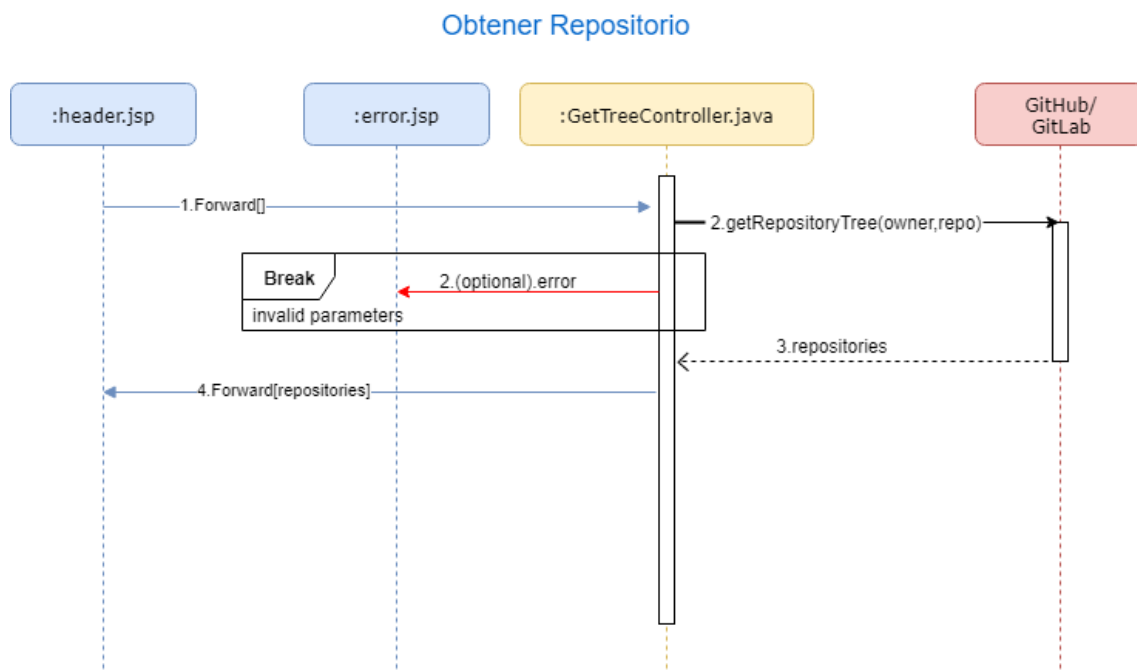 Obtener Repositorio
:header.jsp
:error.jsp
:GetTreeController.java
GitHub/
GitLab
1.Forward[]
2.getRepositoryTree(owner,repo)
Break
2.(optional).error
invalid parameters
3.repositories
4.Forward[repositories]